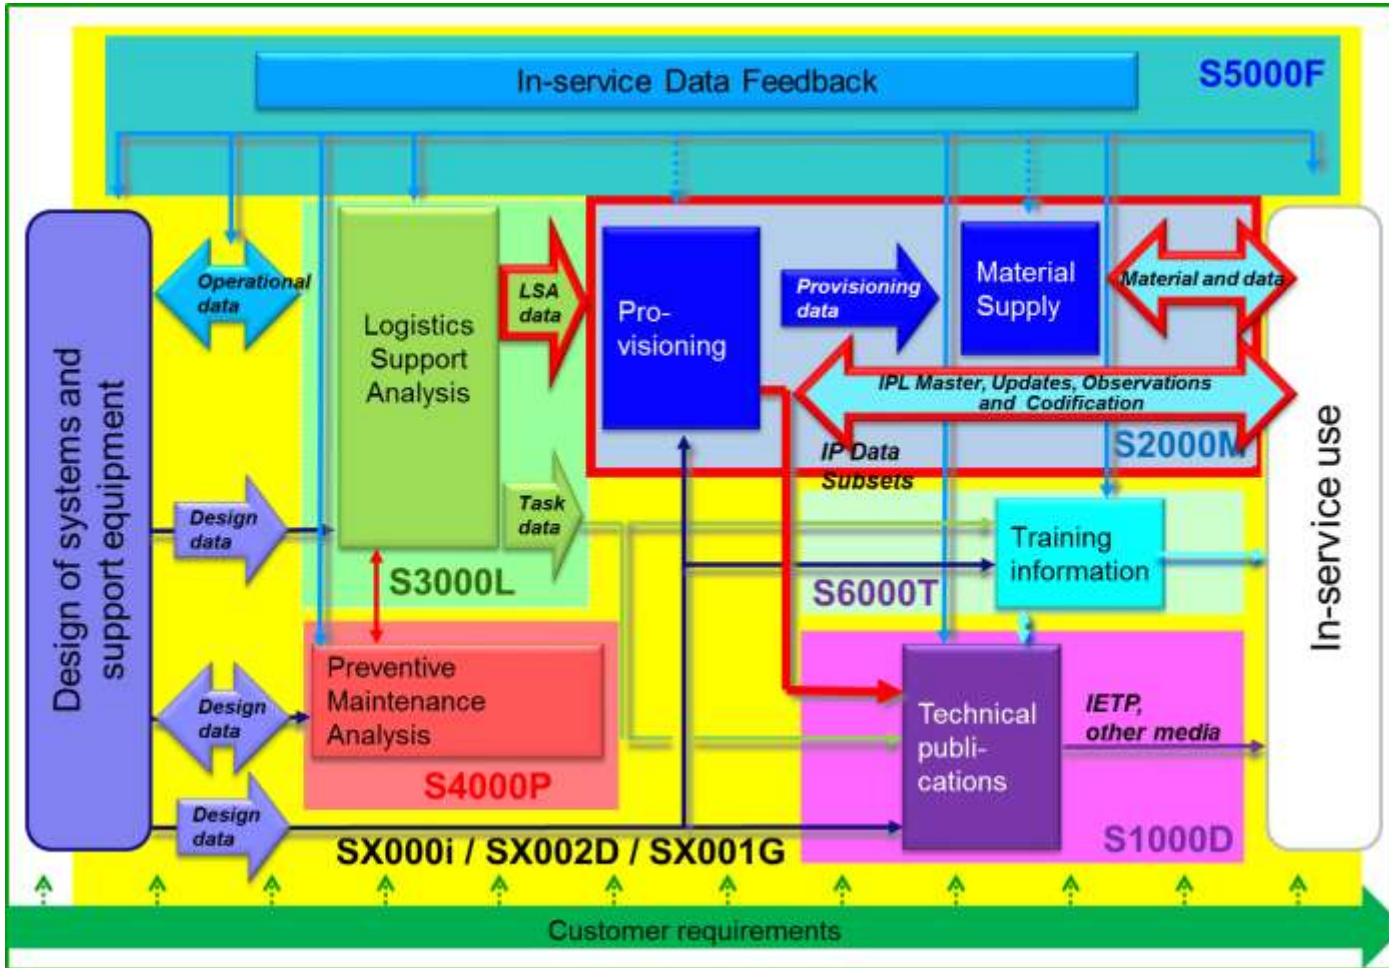 In-service Data Feedback
S5000F
Design of systems and
support equipment
Operational
data
Logistics
Support
Analysis
LSA
data
Pro-
visioning
Provisioning
data
Material
Supply
Material and data
IPL Master, Updates, Observations
and Codification
S2000M
IP Data
Subsets
In-service use
Design
data
Task
data
S3000L
Training
information
S6000T
Preventive
Maintenance
Analysis
Design
data
S4000P
Technical
publi-
cations
IETP,
other media
S1000D
Design
data
SX000i / SX002D / SX001G
Customer requirements